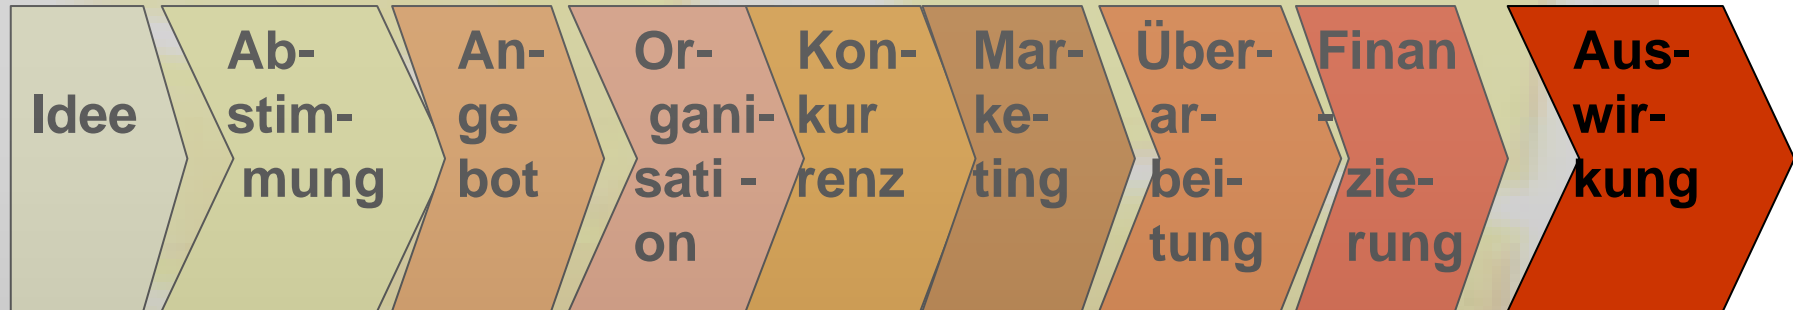 Idee
Ab-
stim-
mung
An-
ge
bot
Or-
gani-
sati -
on
Kon-
kur
renz
Mar-
ke-
ting
Über-
ar-
bei-
tung
Finan
-
zie-
rung
Aus-
wir-
kung